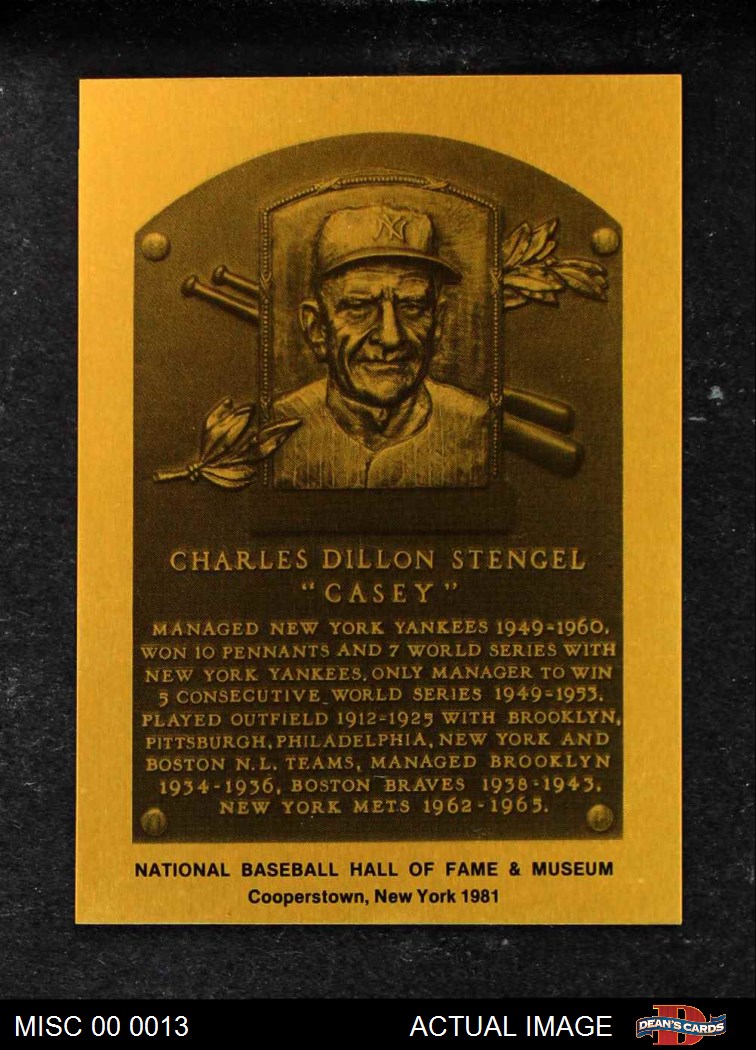 NY
CHARLES DILLON STENGEL
"CASEY"
MANAGED NEW YORK YANKEES 1949-1960.
WON 10 PENNANTS AND 7 WORLD SERIES WITH
NEW YORK YANKEES. ONLY MANAGER TO WIN
5 CONSECUTIVE WORLD SERIES 1949-1953.
PLAYED OUTFIELD 1912-1925 WITH BROOKLYN,
PITTSBURGH, PHILADELPHIA, NEW YORK AND
BOSTON N.L. TEAMS, MANAGED BROOKLYN
1934-1936, BOSTON BRAVES 1938-1943,
NEW YORK METS 1962-1965.
NATIONAL BASEBALL HALL OF FAME & MUSEUM
Cooperstown, New York 1981
MISC 00 0013
ACTUAL IMAGE
DEAN'S CARDS